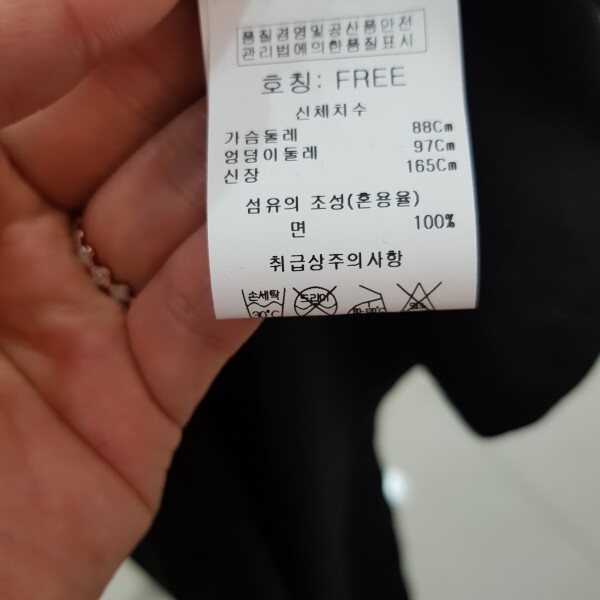 품질경영및공산품안전
관리법에의한품질표시
호칭: FREE
신체치수
가슴둘레 88Cm
엉덩이둘레 97Cm
신장 165Cm
섬유의 조성(혼용율)
면 100%
취급상주의사항
손세탁 드라이
30°C